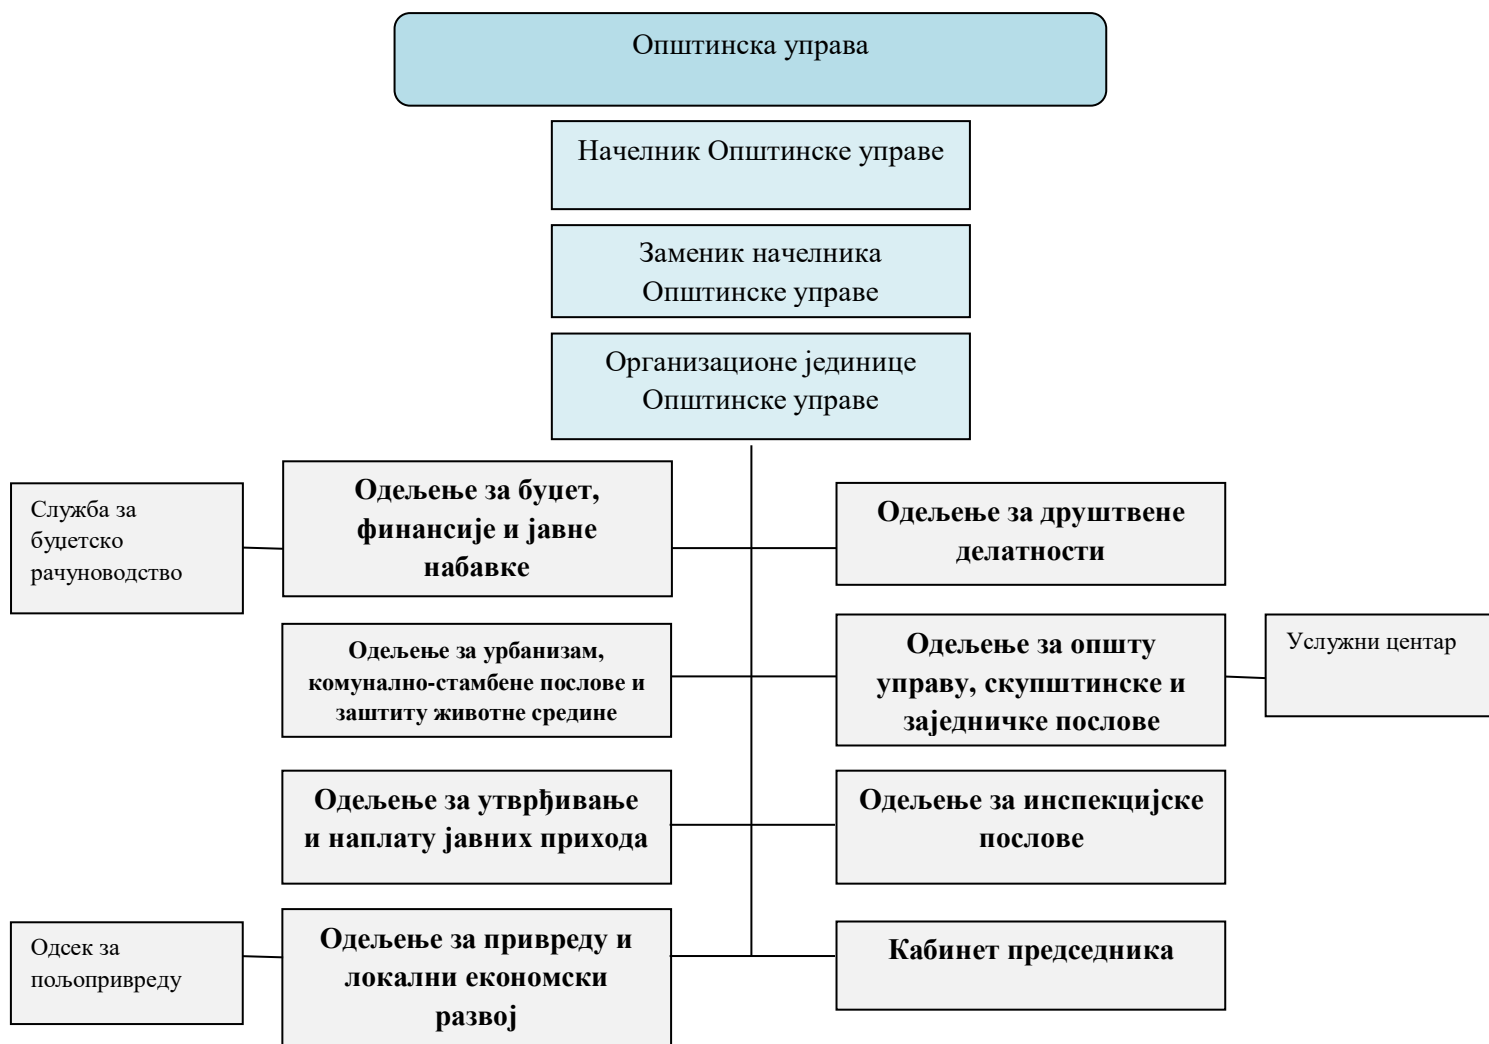 Општинска управа
Начелник Општинске управе
Заменик начелника
Општинске управе
Организационе јединице
Општинске управе
Служба за
буџетско
рачуноводство
Одељење за буџет,
финансије и јавне
набавке
Одељење за друштвене
делатности
Одељење за урбанизам,
комунално-стамбене послове и
заштиту животне средине
Одељење за општу
управу, скупштинске и
заједничке послове
Услужни центар
Одељење за утврђивање
и наплату јавних прихода
Одељење за инспекцијске
послове
Одсек за
пољопривреду
Одељење за привреду и
локални економски
развој
Кабинет председника